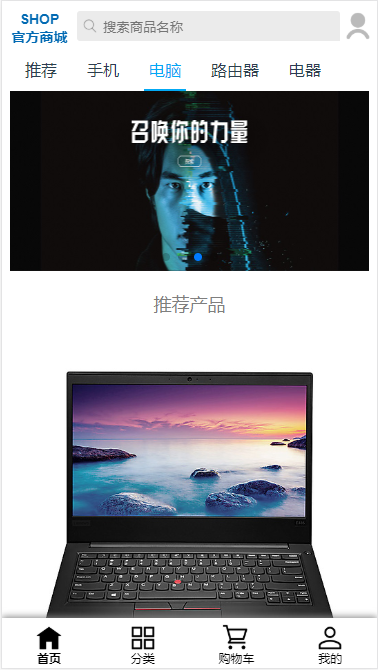 SHOP
官方商城
搜索商品名称
推荐
手机
电脑
路由器
电器
召唤你的力量
推荐产品
首页
分类
购物车
我的